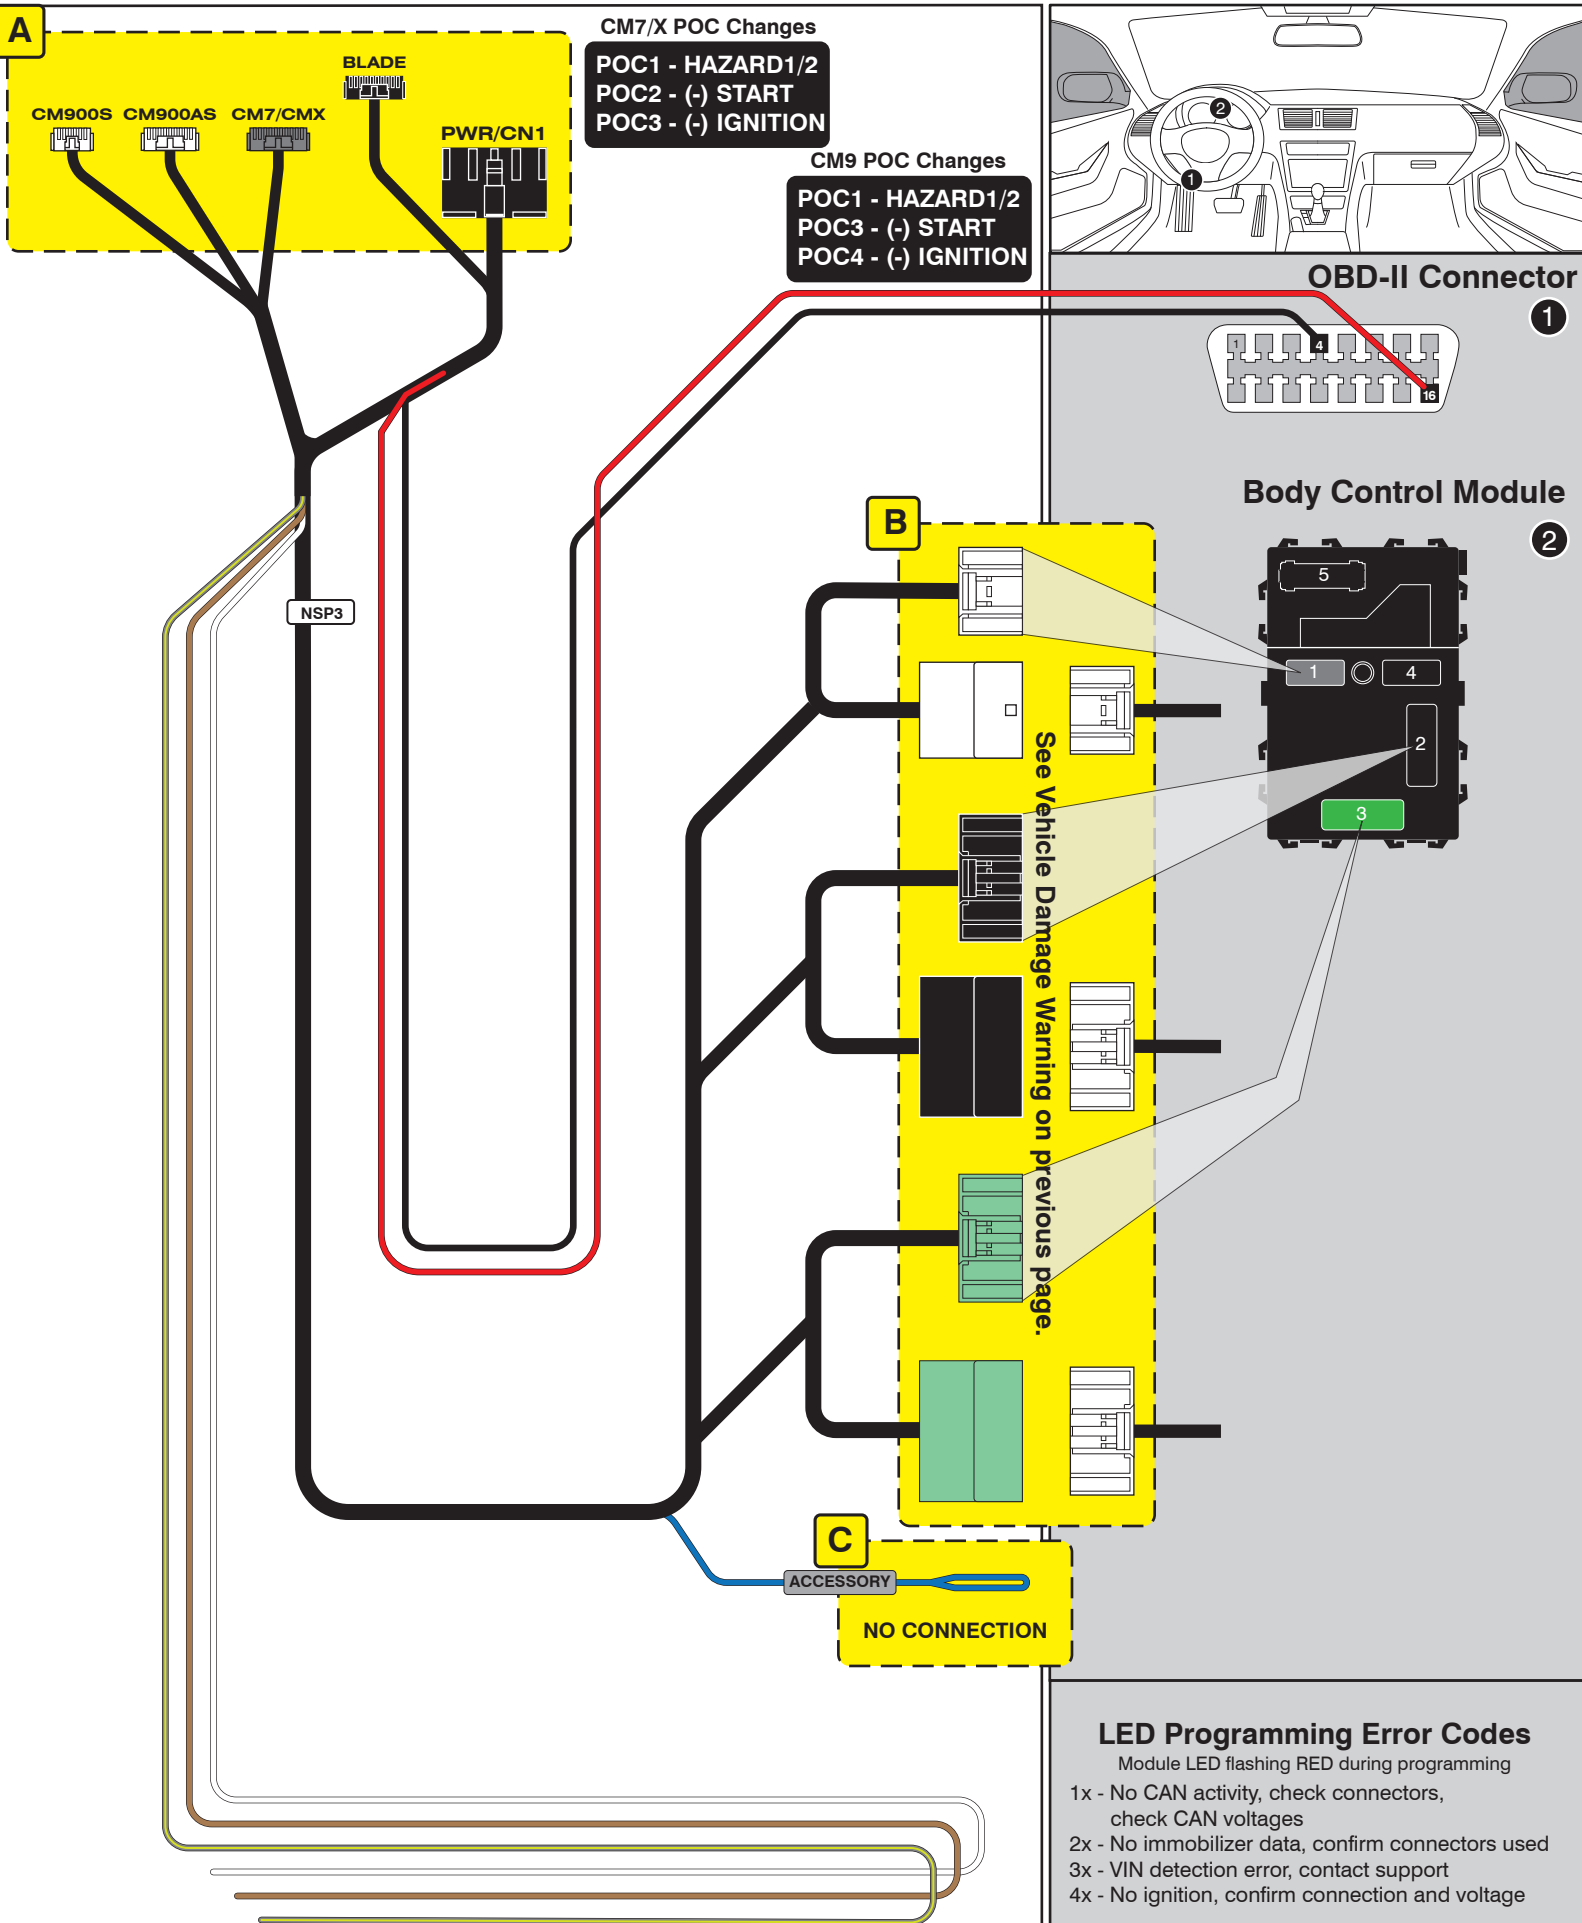 A
CM7/X POC Changes
POC1 - HAZARD1/2
POC2 - (-) START
POC3 - (-) IGNITION
BLADE
CM900S
CM900AS
CM7/CMX
PWR/CN1
CM9 POC Changes
POC1 - HAZARD1/2
POC3 - (-) START
POC4 - (-) IGNITION
2
1
OBD-II Connector
1
1
4
16
Body Control Module
2
B
5
1
4
2
3
NSP3
See Vehicle Damage Warning on previous page.
C
ACCESSORY
NO CONNECTION
LED Programming Error Codes
Module LED flashing RED during programming
1x - No CAN activity, check connectors,
check CAN voltages
2x - No immobilizer data, confirm connectors used
3x - VIN detection error, contact support
4x - No ignition, confirm connection and voltage